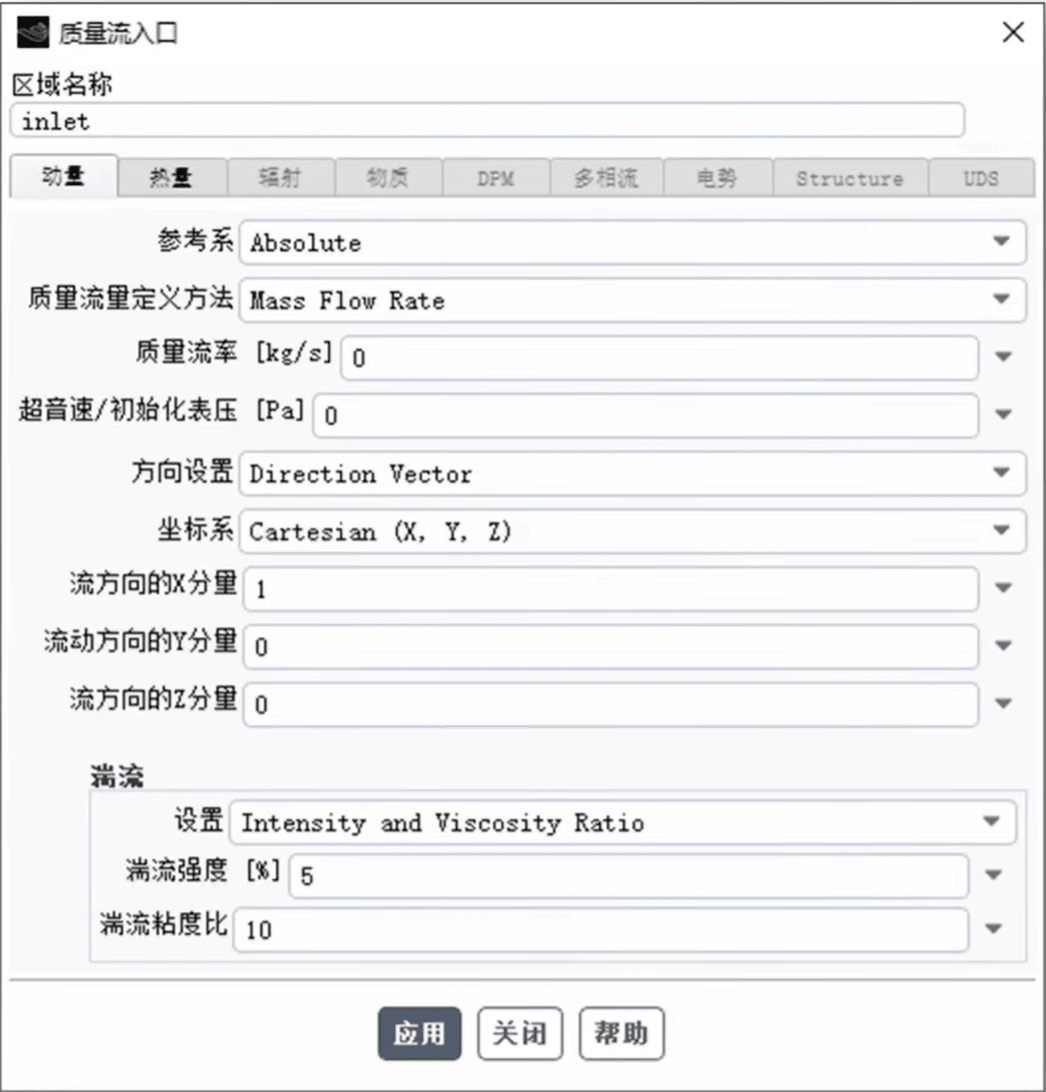 质量流入口
区域名称
inlet
动量 热量 辐射 物质 DPM 多相流 电势 Structure UDS
参考系 Absolute
质量流量定义方法 Mass Flow Rate
质量流率 [kg/s] 0
超音速/初始化表压 [Pa] 0
方向设置 Direction Vector
坐标系 Cartesian (X, Y, Z)
流方向的X分量 1
流动方向的Y分量 0
流方向的Z分量 0
湍流
设置 Intensity and Viscosity Ratio
湍流强度 [%] 5
湍流粘度比 10
应用 关闭 帮助